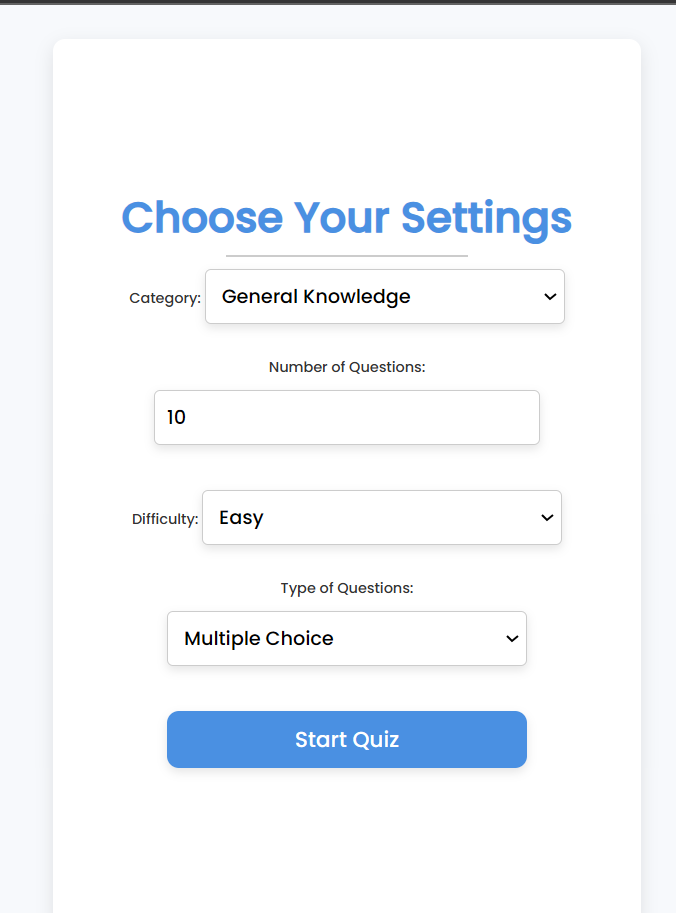 Choose Your Settings
Category: General Knowledge
Number of Questions:
10
Difficulty: Easy
Type of Questions:
Multiple Choice
Start Quiz